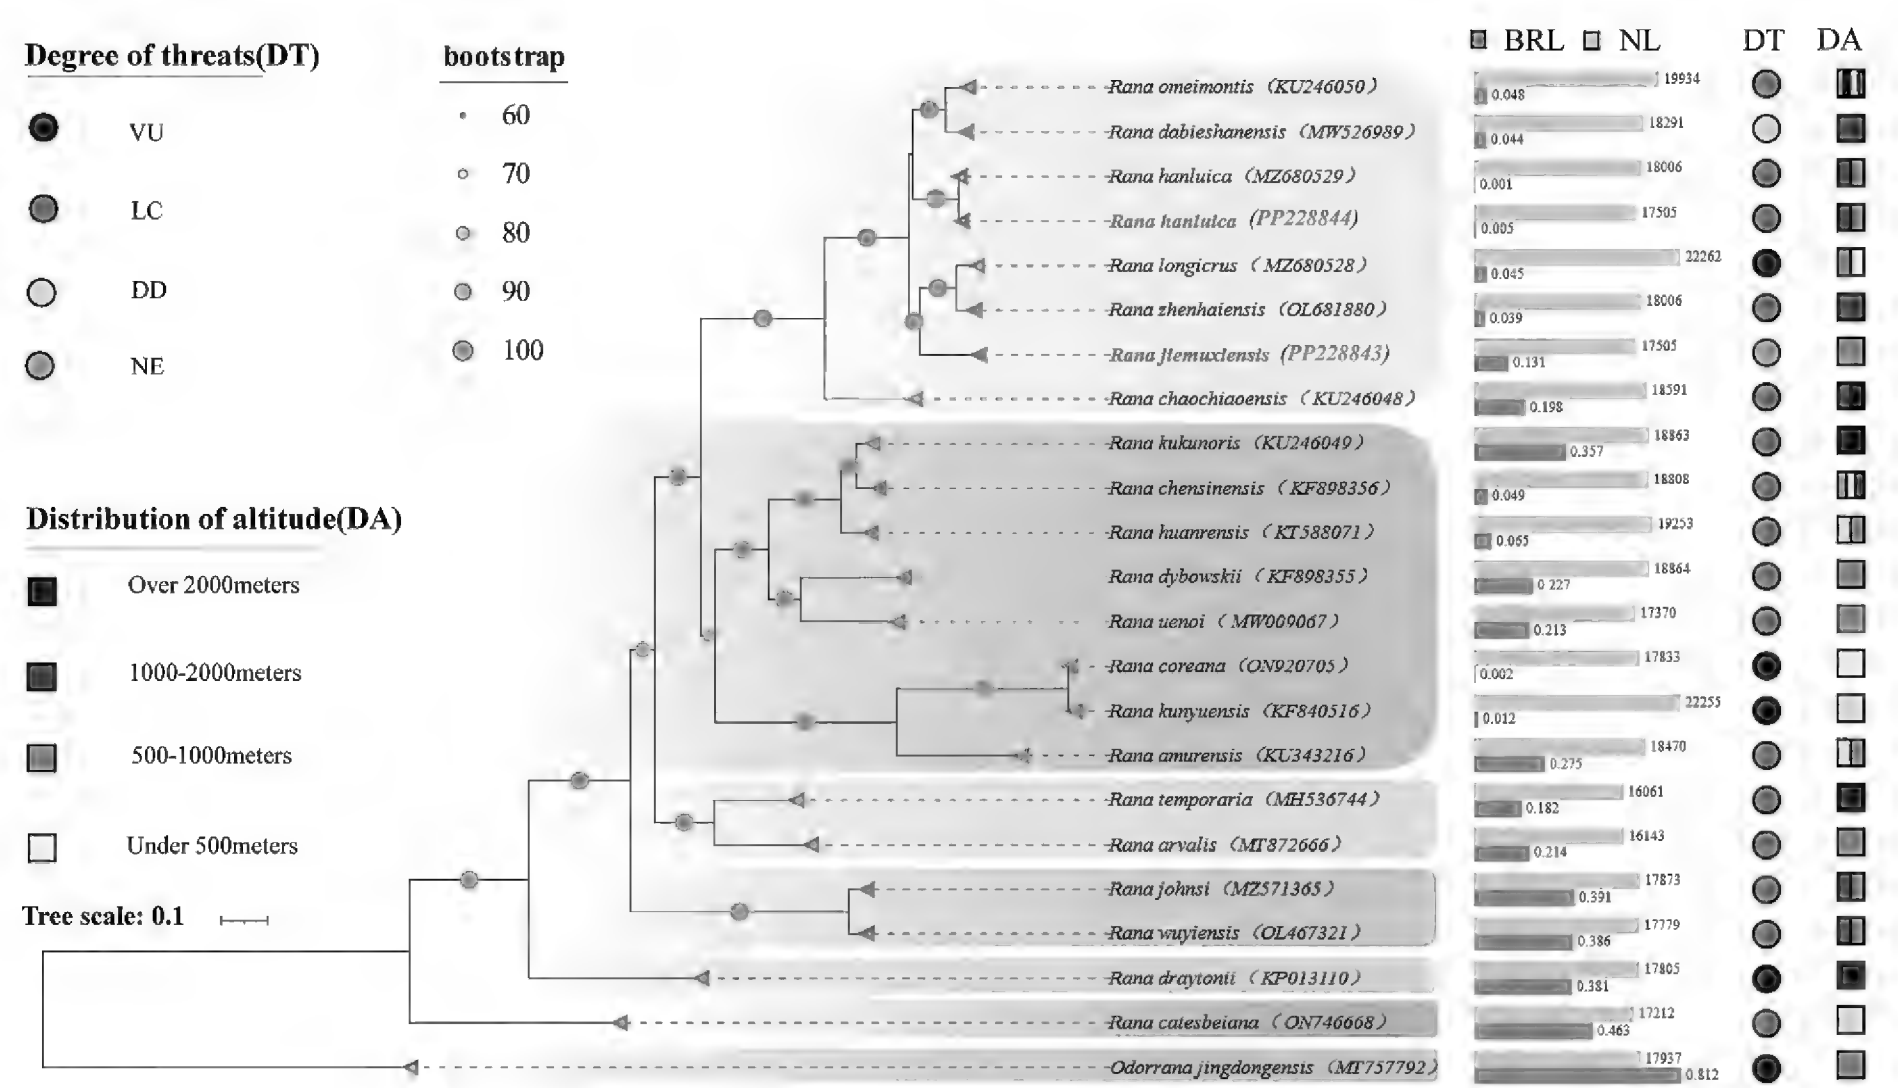 Degree of threats(DT)
VU
LC
DD
NE
bootstrap
60
70
80
90
100
Distribution of altitude(DA)
Over 2000meters
1000-2000meters
500-1000meters
Under 500meters
Tree scale: 0.1
BRL NL DT DA
Rana omeimontis (KU246050) 19934
0.048
Rana dabieshanensis (MW526989) 18291
0.044
Rana hanluica (MZ680529) 18006
0.001
Rana hanluica (PP228844) 17505
0.005
Rana longicrus (MZ680528) 22262
0.045
Rana zhenhaiensis (OL681880) 18006
0.039
Rana jiemuxiensis (PP228843) 17505
0.131
Rana chaochiaoensis (KU246048) 18591
0.198
Rana kukunoris (KU246049) 18863
0.357
Rana chensinensis (KF898356) 18808
0.049
Rana huanrensis (KT588071) 19253
0.065
Rana dybowskii (KF898355) 18864
0.227
Rana uenoi (MW009067) 17370
0.213
Rana coreana (ON920705) 17833
0.002
Rana kunyuensis (KF840516) 22255
0.012
Rana amurensis (KU343216) 18470
0.275
Rana temporaria (MH536744) 16061
0.182
Rana arvalis (MT872666) 16143
0.214
Rana johnsi (MZ571365) 17873
0.391
Rana wuyiensis (OL467321) 17779
0.386
Rana draytonii (KP013110) 17805
0.381
Rana catesbeiana (ON746668) 17212
0.463
Odorrana jingdongensis (MT757792) 17937
0.812